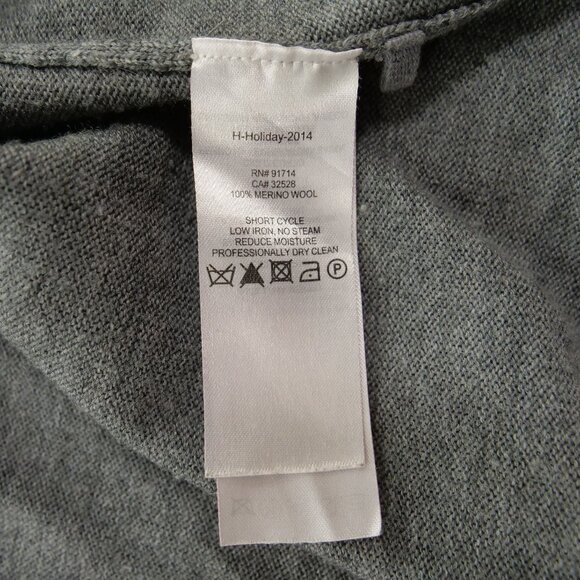 H-Holiday-2014
RN# 91714
CA# 32528
100% MERINO WOOL
SHORT CYCLE
LOW IRON, NO STEAM
REDUCE MOISTURE
PROFESSIONALLY DRY CLEAN
P